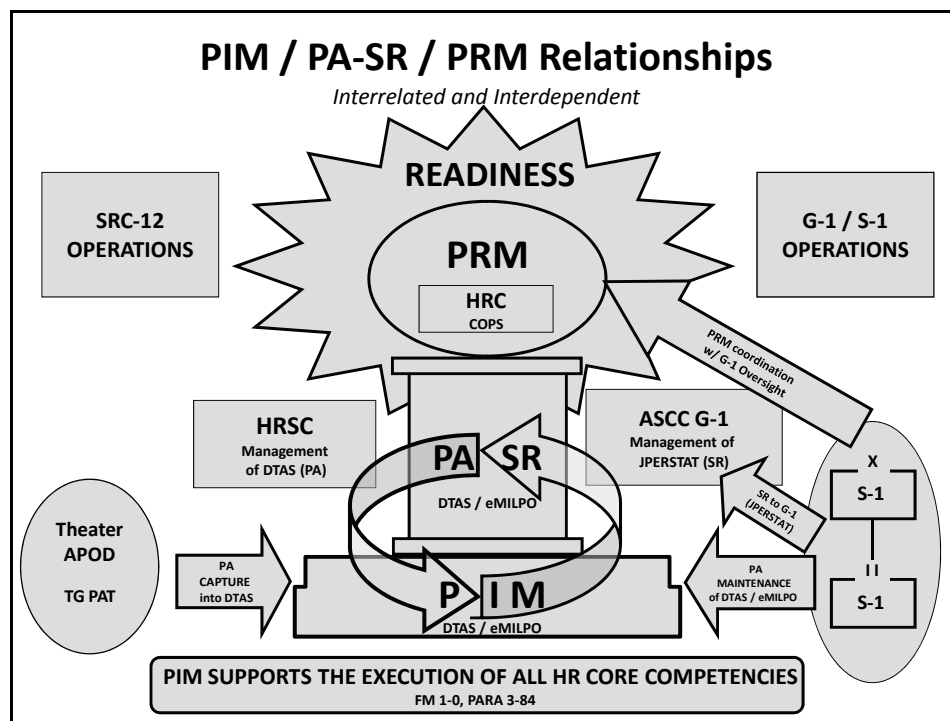 PIM / PA-SR / PRM Relationships
Interrelated and Interdependent
READINESS
SRC-12
OPERATIONS
G-1 / S-1
OPERATIONS
PRM
HRC
COPS
PRM coordination
w/ G-1 Oversight
HRSC
Management
of DTAS (PA)
ASCC G-1
Management of
JPERSTAT (SR)
PA SR
DTAS / eMILPO
X
S-1
SR to G-1
(JPERSTAT)
Theater
APOD
TG PAT
PA
CAPTURE
into DTAS
P I M
DTAS / eMILPO
PA
MAINTENANCE
of DTAS / eMILPO
I I
S-1
PIM SUPPORTS THE EXECUTION OF ALL HR CORE COMPETENCIES
FM 1-0, PARA 3-84